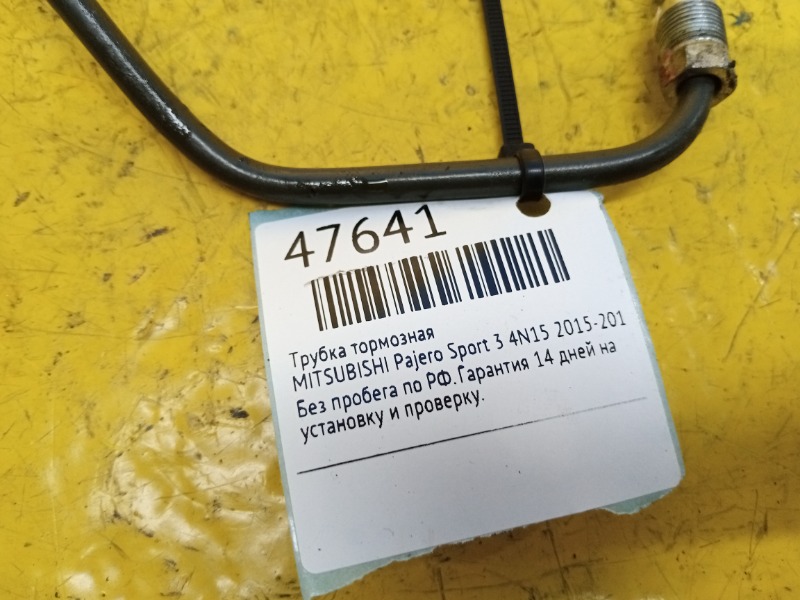 47641
Трубка тормозная
MITSUBISHI Pajero Sport 3 4N15 2015-201
Без пробега по РФ.Гарантия 14 дней на
установку и проверку.